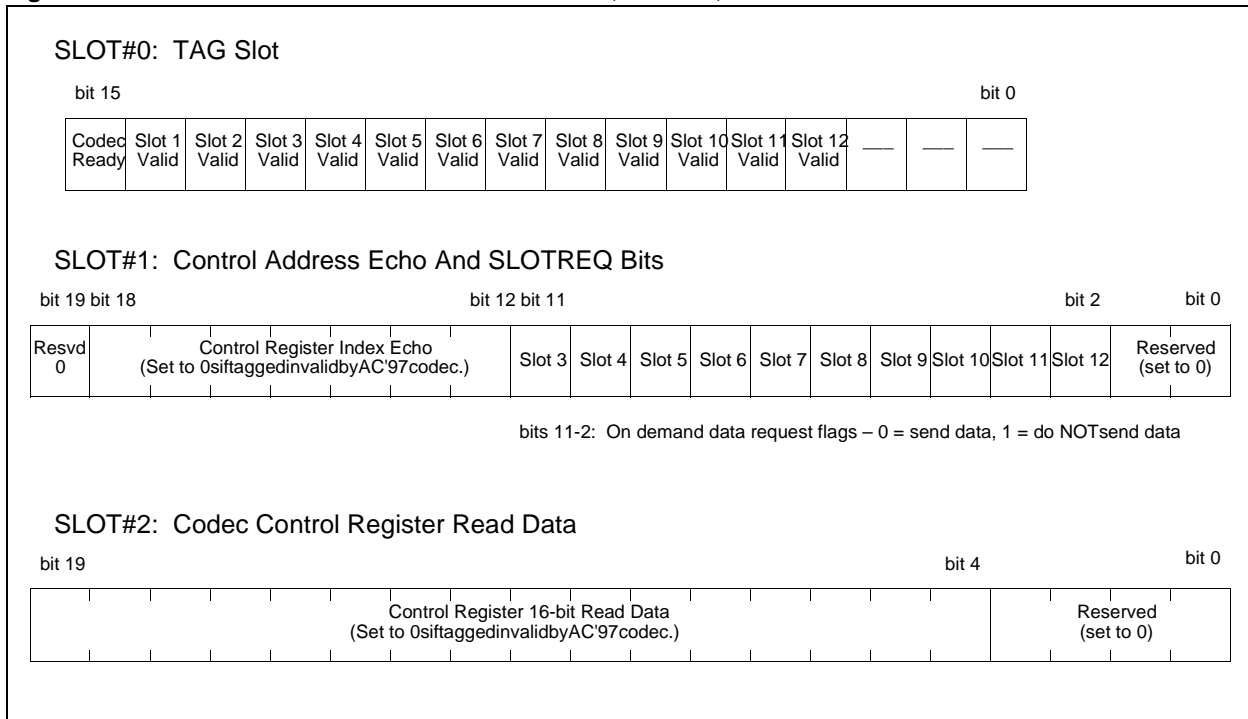 SLOT#0: TAG Slot
bit 15 bit 0
Codec Ready Slot 1 Valid Slot 2 Valid Slot 3 Valid Slot 4 Valid Slot 5 Valid Slot 6 Valid Slot 7 Valid Slot 8 Valid Slot 9 Valid Slot 10 Valid Slot 11 Valid Slot 12 Valid ___ ___ ___
SLOT#1: Control Address Echo And SLOTREQ Bits
bit 19 bit 18 bit 12 bit 11 bit 2 bit 0
Resvd 0
Control Register Index Echo
(Set to 0siftaggedinvalidbyAC'97codec.)
Slot 3 Slot 4 Slot 5 Slot 6 Slot 7 Slot 8 Slot 9 Slot 10 Slot 11 Slot 12
Reserved
(set to 0)
bits 11-2: On demand data request flags – 0 = send data, 1 = do NOTsend data
SLOT#2: Codec Control Register Read Data
bit 19 bit 4 bit 0
Control Register 16-bit Read Data
(Set to 0siftaggedinvalidbyAC'97codec.)
Reserved
(set to 0)